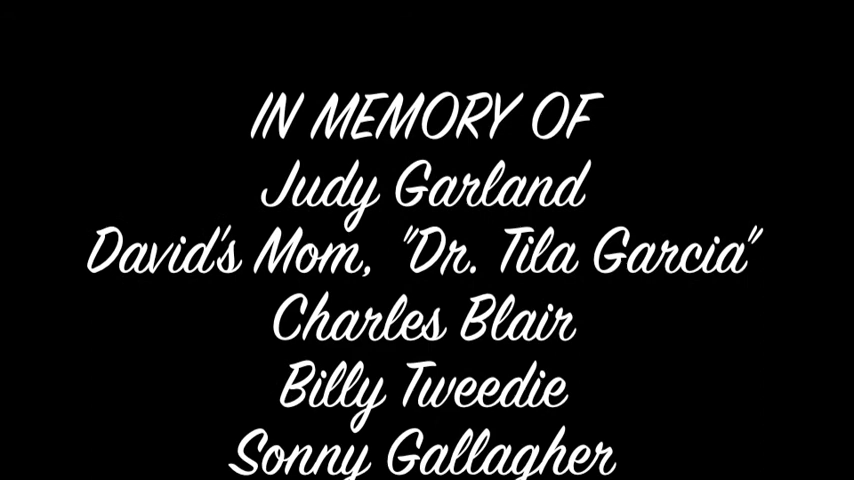 IN MEMORY OF
Judy Garland
David's Mom, "Dr. Tila Garcia"
Charles Blair
Billy Tweedie
Sonny Gallagher